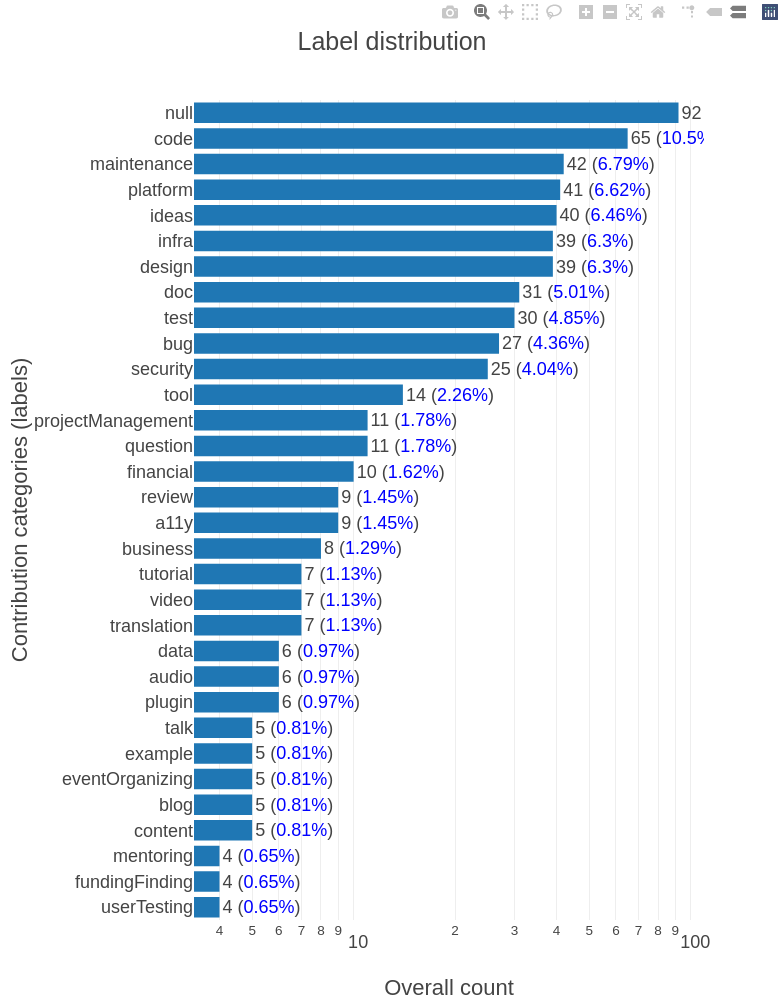 Label distribution
null 92
code 65 (10.5%
maintenance 42 (6.79%)
platform 41 (6.62%)
ideas 40 (6.46%)
infra 39 (6.3%)
design 39 (6.3%)
doc 31 (5.01%)
test 30 (4.85%)
bug 27 (4.36%)
security 25 (4.04%)
tool 14 (2.26%)
projectManagement 11 (1.78%)
question 11 (1.78%)
financial 10 (1.62%)
review 9 (1.45%)
a11y 9 (1.45%)
business 8 (1.29%)
tutorial 7 (1.13%)
video 7 (1.13%)
translation 7 (1.13%)
data 6 (0.97%)
audio 6 (0.97%)
plugin 6 (0.97%)
talk 5 (0.81%)
example 5 (0.81%)
eventOrganizing 5 (0.81%)
blog 5 (0.81%)
content 5 (0.81%)
mentoring 4 (0.65%)
fundingFinding 4 (0.65%)
userTesting 4 (0.65%)
4 5 6 7 8 9 10 2 3 4 5 6 7 8 9 100
Overall count
Contribution categories (labels)